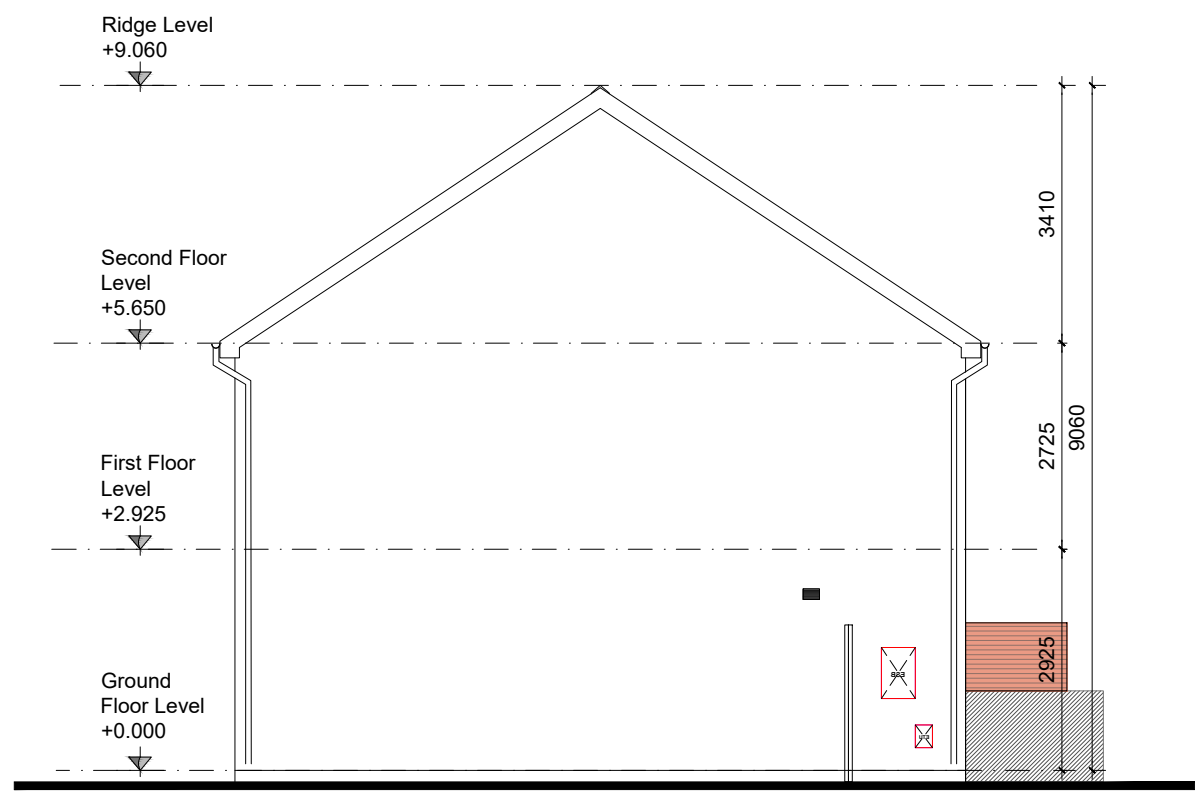 Ridge Level
+9.060
3410
Second Floor
Level
+5.650
2725
9060
First Floor
Level
+2.925
2925
Ground
Floor Level
+0.000